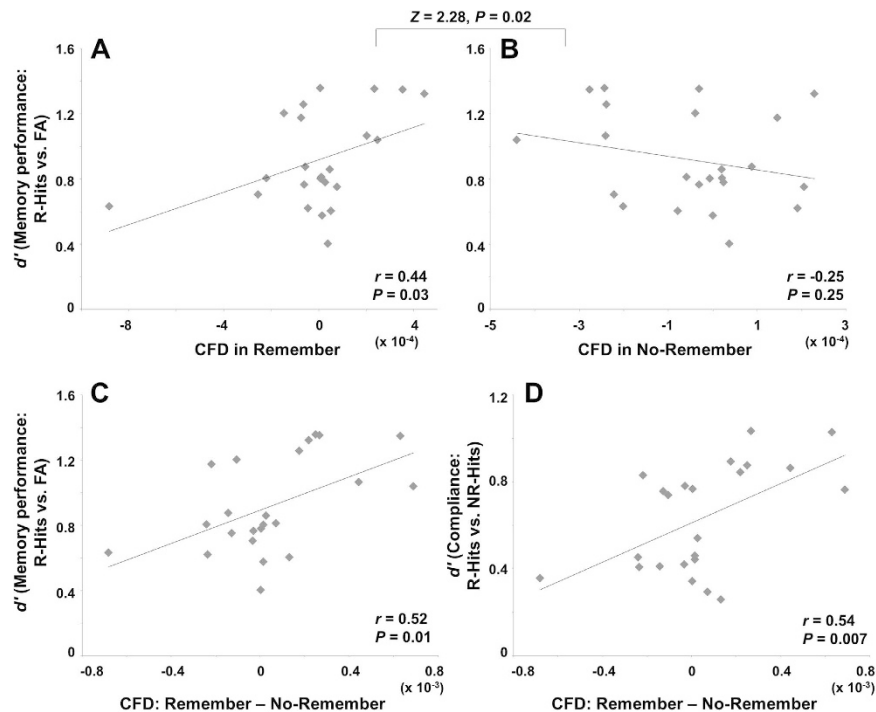 Z = 2.28, P = 0.02
A
d′ (Memory performance:
R-Hits vs. FA)
1.6
1.2
0.8
0.4
0
-8
-4
0
4
(x 10-4)
CFD in Remember
r = 0.44
P = 0.03
B
1.6
1.2
0.8
0.4
0
-5
-3
-1
1
3
(x 10-4)
CFD in No-Remember
r = -0.25
P = 0.25
C
d′ (Memory performance:
R-Hits vs. FA)
1.6
1.2
0.8
0.4
0
-0.8
-0.4
0
0.4
0.8
(x 10-3)
CFD: Remember – No-Remember
r = 0.52
P = 0.01
D
d′ (Compliance:
R-Hits vs. NR-Hits)
1.2
0.8
0.4
0
-0.8
-0.4
0
0.4
0.8
(x 10-3)
CFD: Remember – No-Remember
r = 0.54
P = 0.007